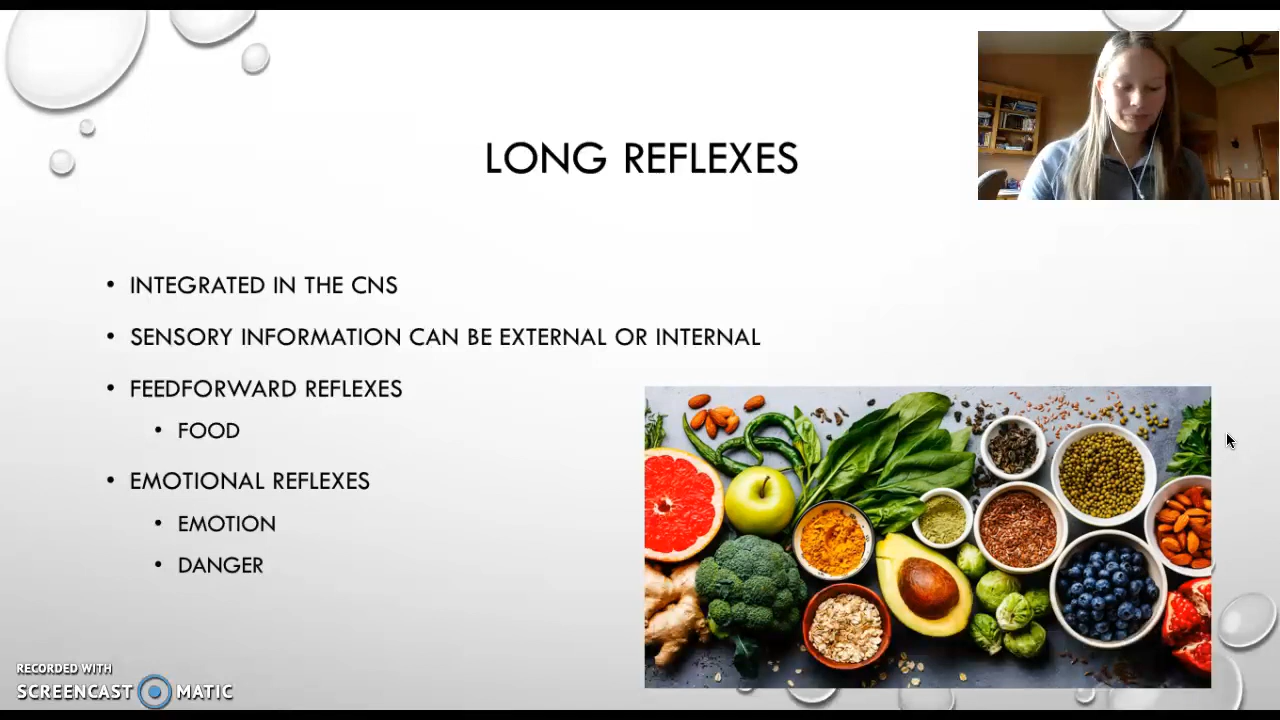 LONG REFLEXES
• INTEGRATED IN THE CNS
• SENSORY INFORMATION CAN BE EXTERNAL OR INTERNAL
• FEEDFORWARD REFLEXES
• FOOD
• EMOTIONAL REFLEXES
• EMOTION
• DANGER
RECORDED WITH
SCREENCAST MATIC